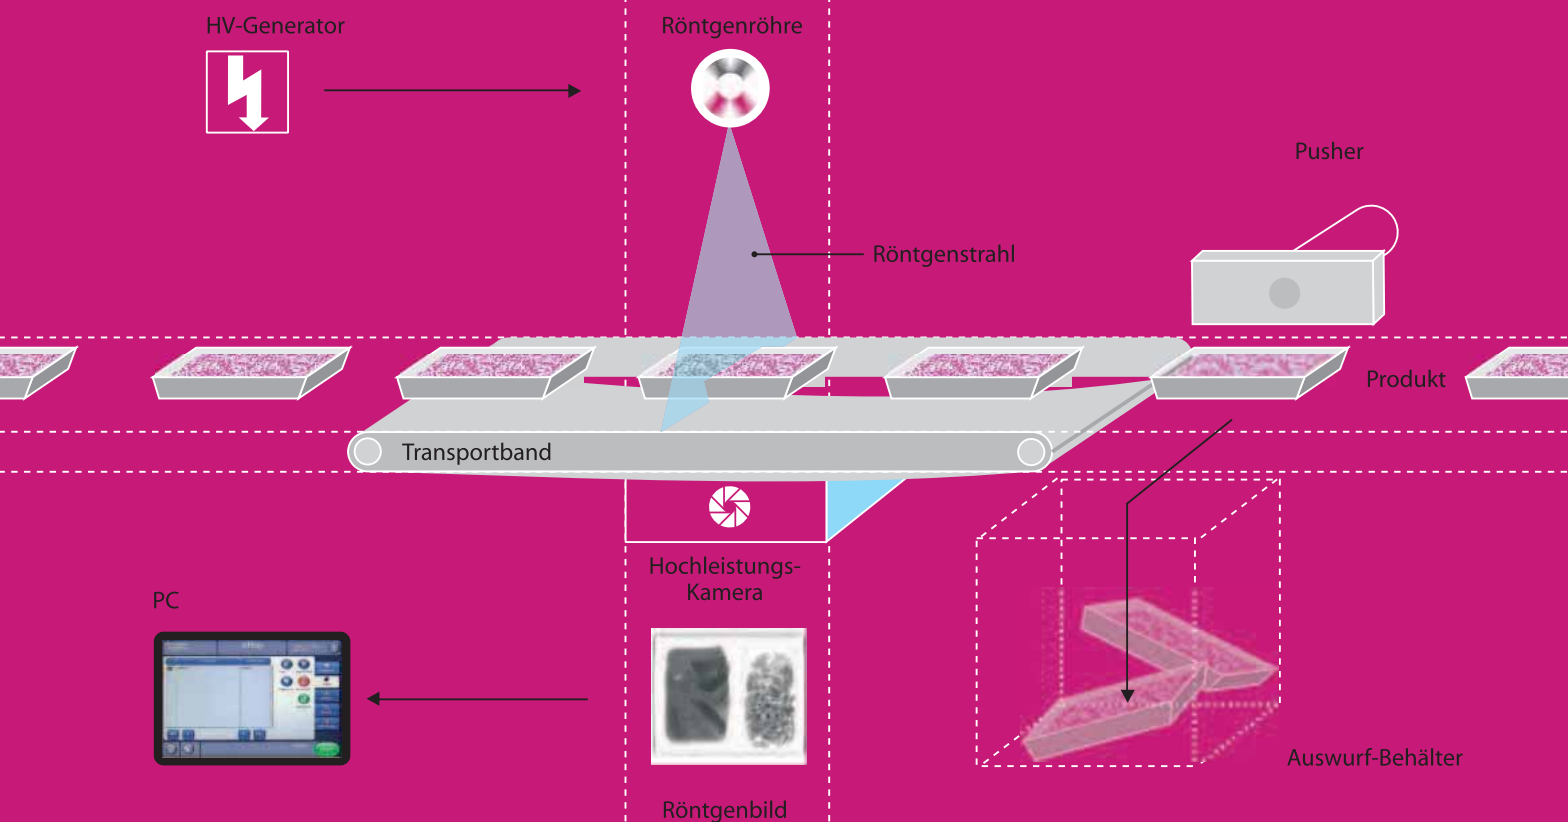 HV-Generator
Röntgenröhre
Pusher
Röntgenstrahl
Produkt
Transportband
Hochleistungs-
Kamera
PC
Auswurf-Behälter
Röntgenbild